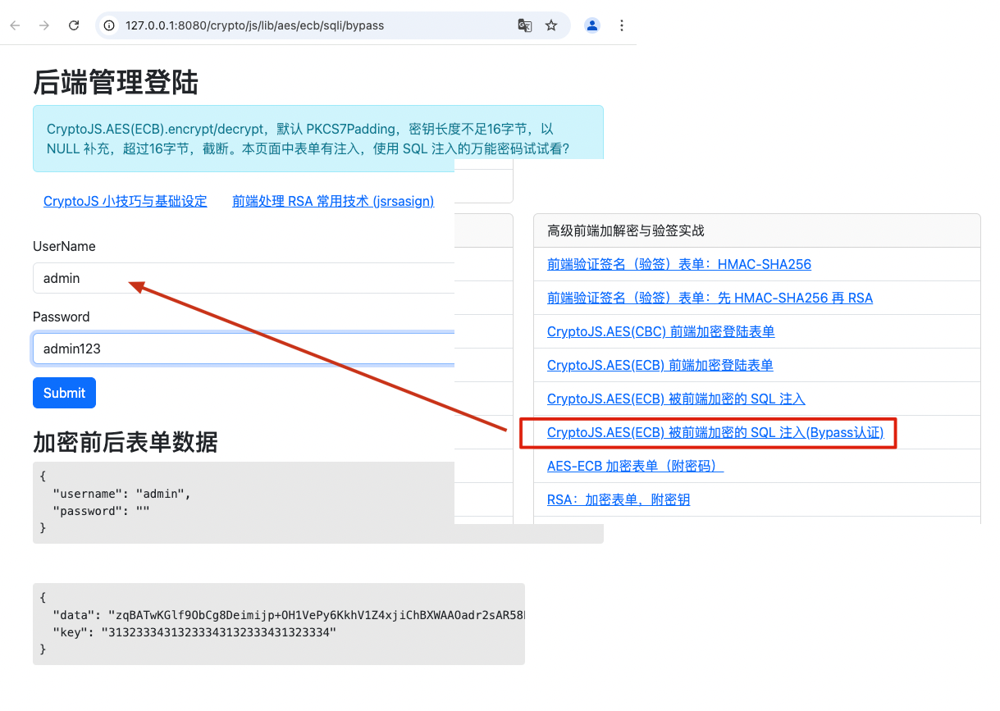 127.0.0.1:8080/crypto/js/lib/aes/ecb/sqli/bypass
后端管理登陆
CryptoJS.AES(ECB).encrypt/decrypt，默认 PKCS7Padding，密钥长度不足16字节，以
NULL 补充，超过16字节，截断。本页面中表单有注入，使用 SQL 注入的万能密码试试看？
CryptoJS 小技巧与基础设定
前端处理 RSA 常用技术 (jsrsasign)
UserName
admin
Password
admin123
Submit
加密前后表单数据
{
"username": "admin",
"password": ""
}
{
"data": "zqBATwKGlf9ObCg8Deimijp+OH1VePy6KkhV1Z4xjiChBXWAAOadr2sAR58
"key": "31323334313233343132333431323334"
}
高级前端加解密与验签实战
前端验证签名（验签）表单：HMAC-SHA256
前端验证签名（验签）表单：先 HMAC-SHA256 再 RSA
CryptoJS.AES(CBC) 前端加密登陆表单
CryptoJS.AES(ECB) 前端加密登陆表单
CryptoJS.AES(ECB) 被前端加密的 SQL 注入
CryptoJS.AES(ECB) 被前端加密的 SQL 注入(Bypass认证)
AES-ECB 加密表单（附密码）
RSA：加密表单，附密钥